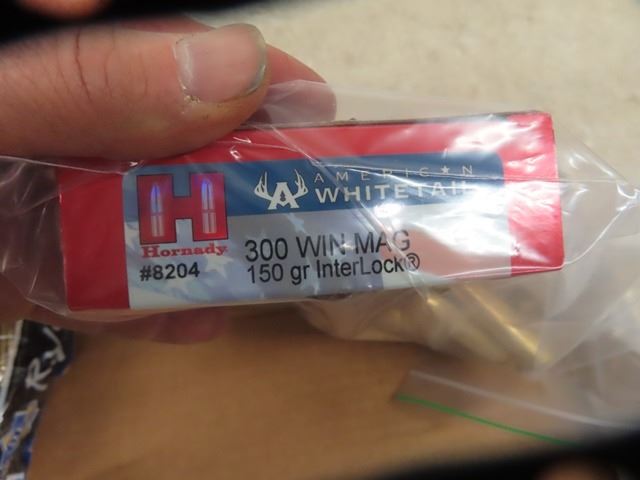 AMERICAN
WHITETAIL
H
Hornady
#8204
300 WIN MAG
150 gr InterLock®